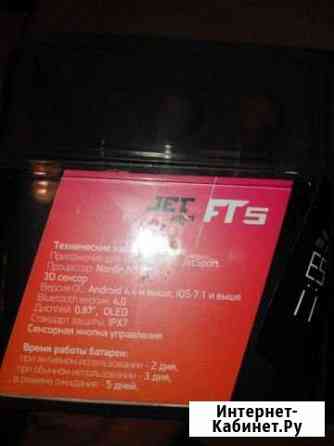 JET
FT5
Технические
Приложение для
Процессор: Nordic
3D сенсор
Версия ОС: Android 4.4 и выше, iOS 7.1 и выше
Bluetooth версия: 4.0
Дисплей: 0,87", OLED
Стандарт защиты: IPX7
Сенсорная кнопка управления
Время работы батареи:
при активном использовании - 2 дня,
при обычном использовании - 3 дня,
в режиме ожидания - 5 дней.
Интернет-
Кабинет.Ру